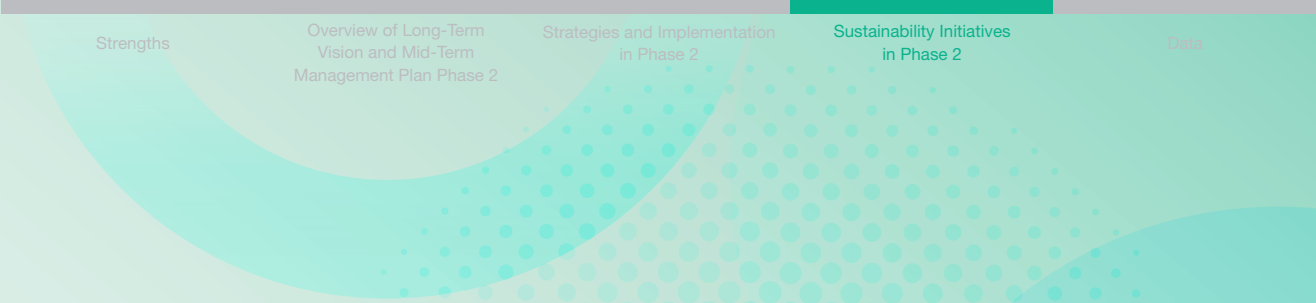 Strengths
Overview of Long-Term
Vision and Mid-Term
Management Plan Phase 2
Strategies and Implementation
in Phase 2
Sustainability Initiatives
in Phase 2
Data